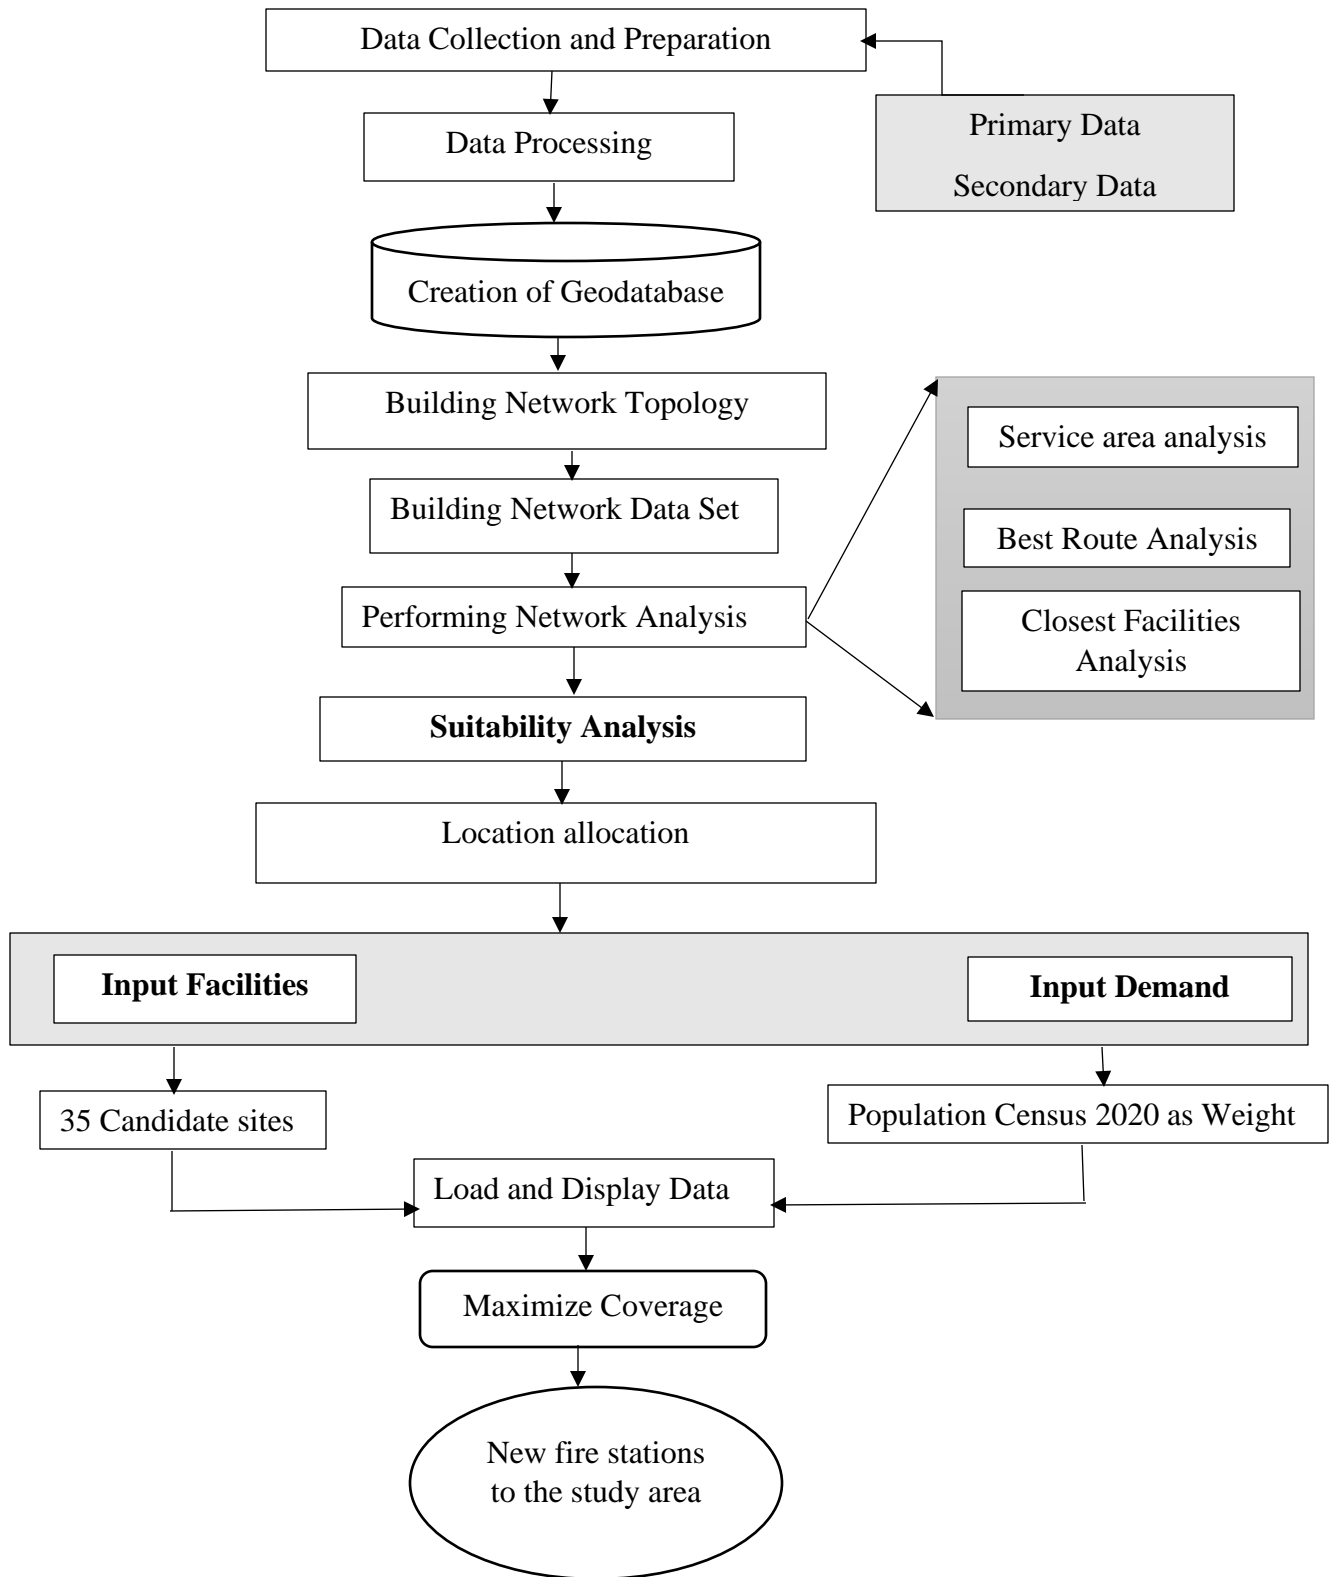 Data Collection and Preparation
Primary Data
Secondary Data
Data Processing
Creation of Geodatabase
Building Network Topology
Building Network Data Set
Performing Network Analysis
Service area analysis
Best Route Analysis
Closest Facilities
Analysis
Suitability Analysis
Location allocation
Input Facilities
Input Demand
35 Candidate sites
Population Census 2020 as Weight
Load and Display Data
Maximize Coverage
New fire stations
to the study area